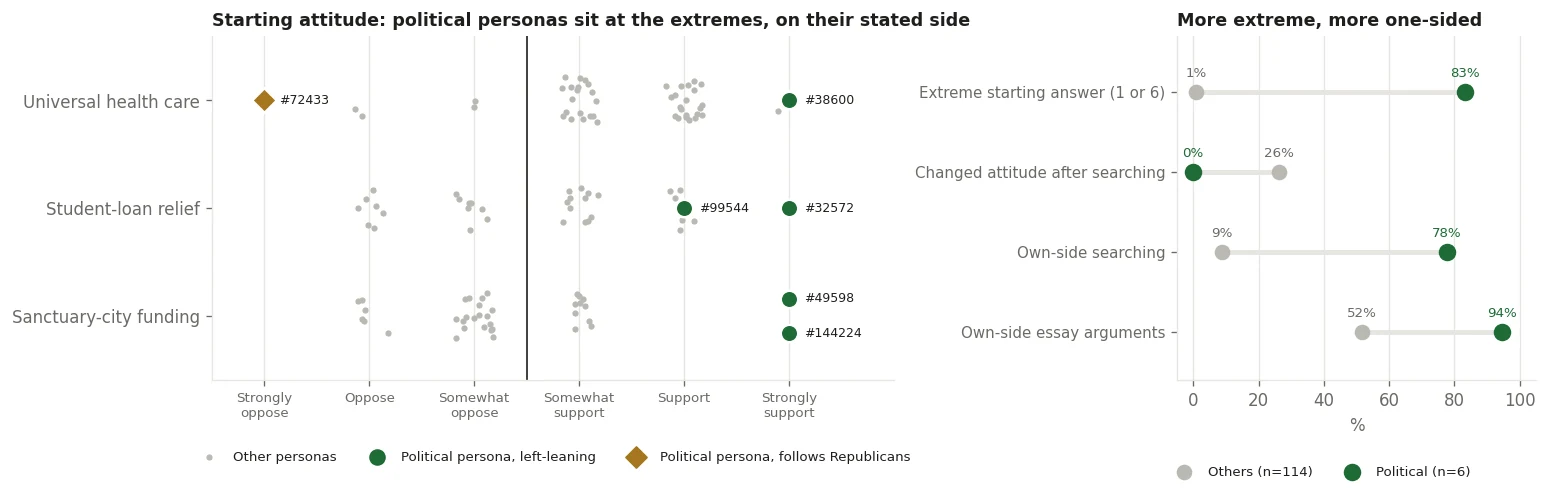 Starting attitude: political personas sit at the extremes, on their stated side
Universal health care
#72433
#38600
Student-loan relief
#99544
#32572
Sanctuary-city funding
#49598
#144224
Strongly
oppose
Oppose
Somewhat
oppose
Somewhat
support
Support
Strongly
support
Other personas
Political persona, left-leaning
Political persona, follows Republicans
More extreme, more one-sided
Extreme starting answer (1 or 6)
1%
83%
Changed attitude after searching
0%
26%
Own-side searching
9%
78%
Own-side essay arguments
52%
94%
0
20
40
60
80
100
%
Others (n=114)
Political (n=6)